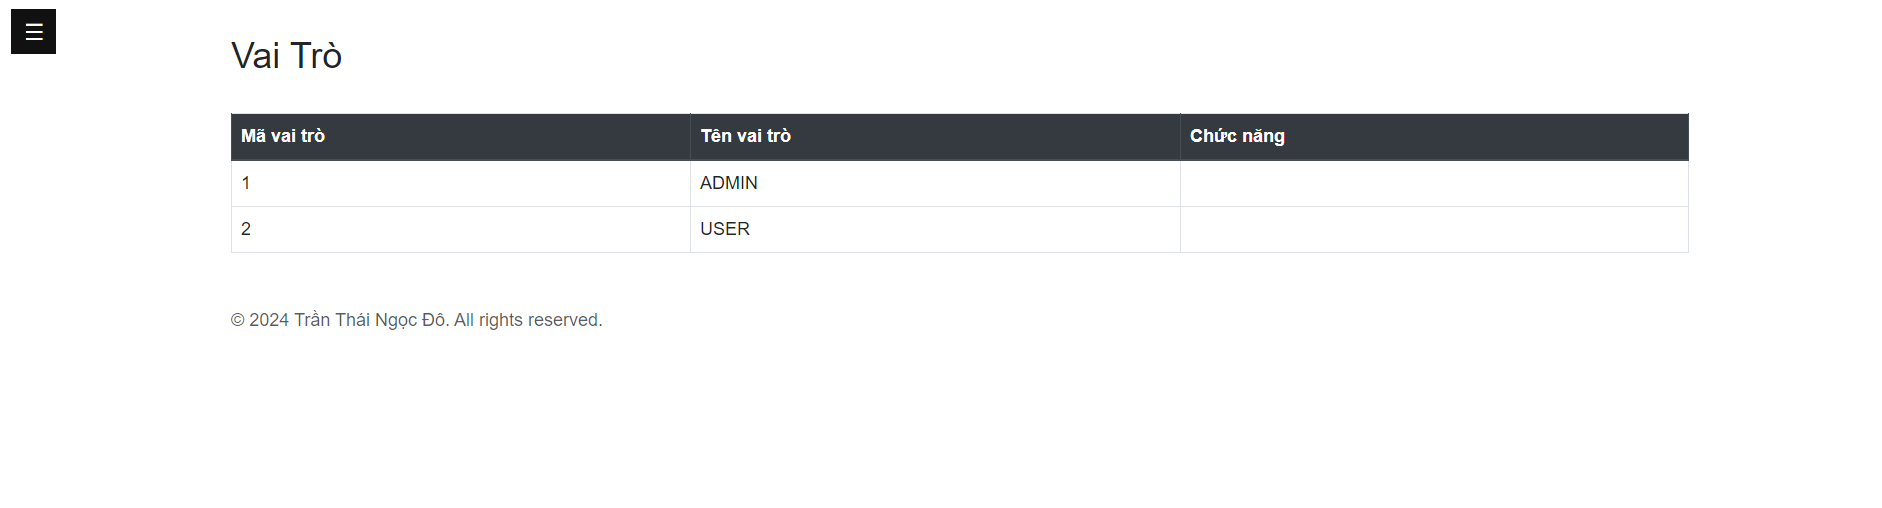 ☰
Vai Trò
Mã vai trò Tên vai trò Chức năng
1 ADMIN
2 USER
© 2024 Trần Thái Ngọc Đô. All rights reserved.